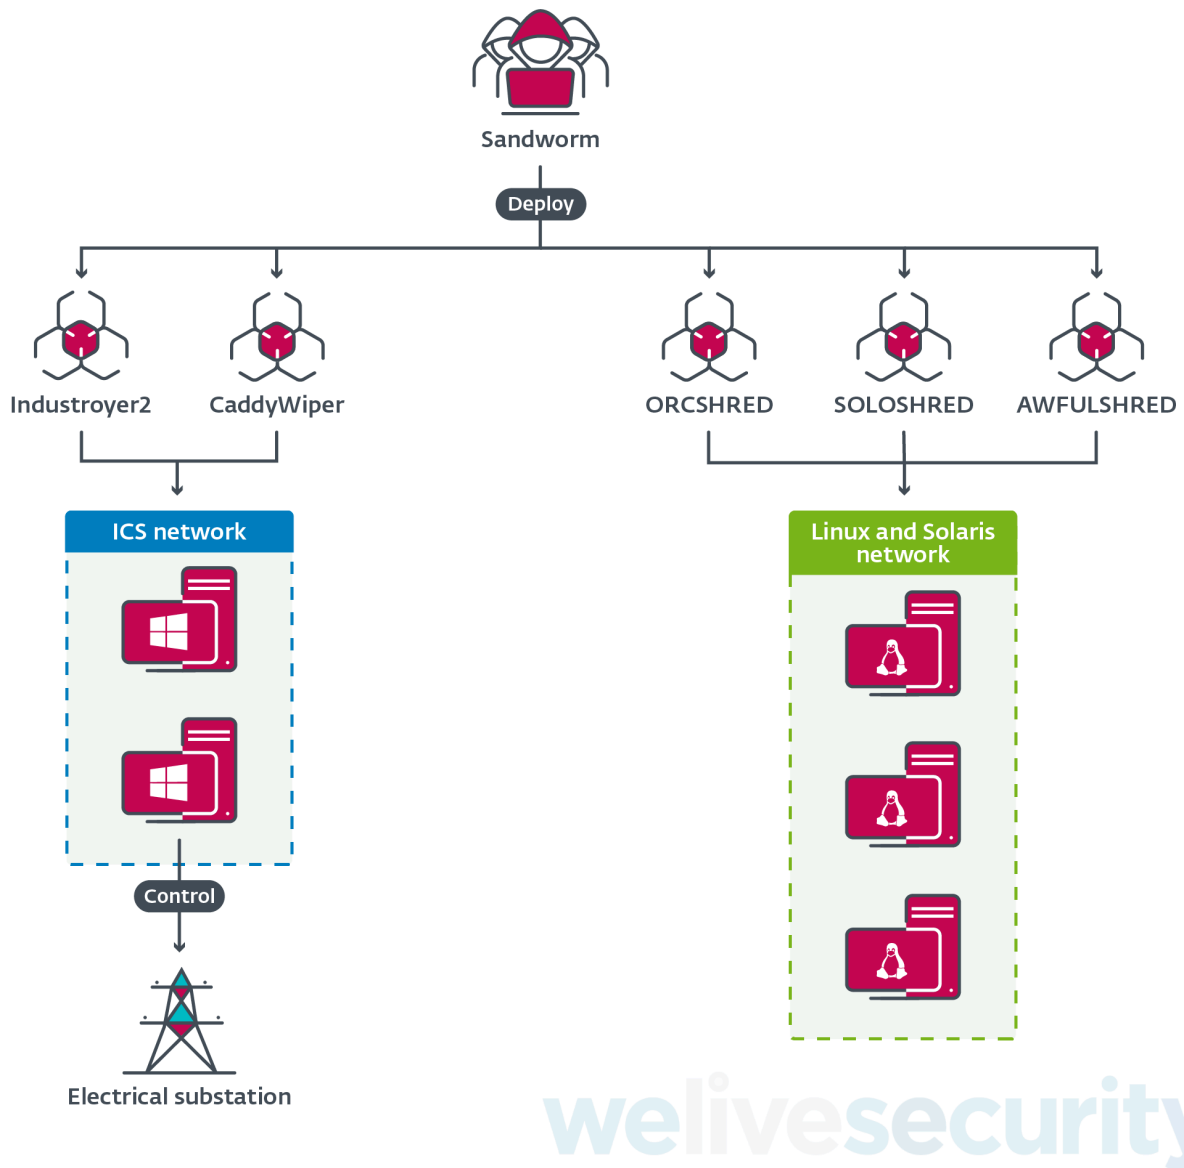 Sandworm
Deploy
Industroyer2
CaddyWiper
ORCSHRED
SOLOSHRED
AWFULSHRED
ICS network
Linux and Solaris
network
Control
Electrical substation
welivesecurity